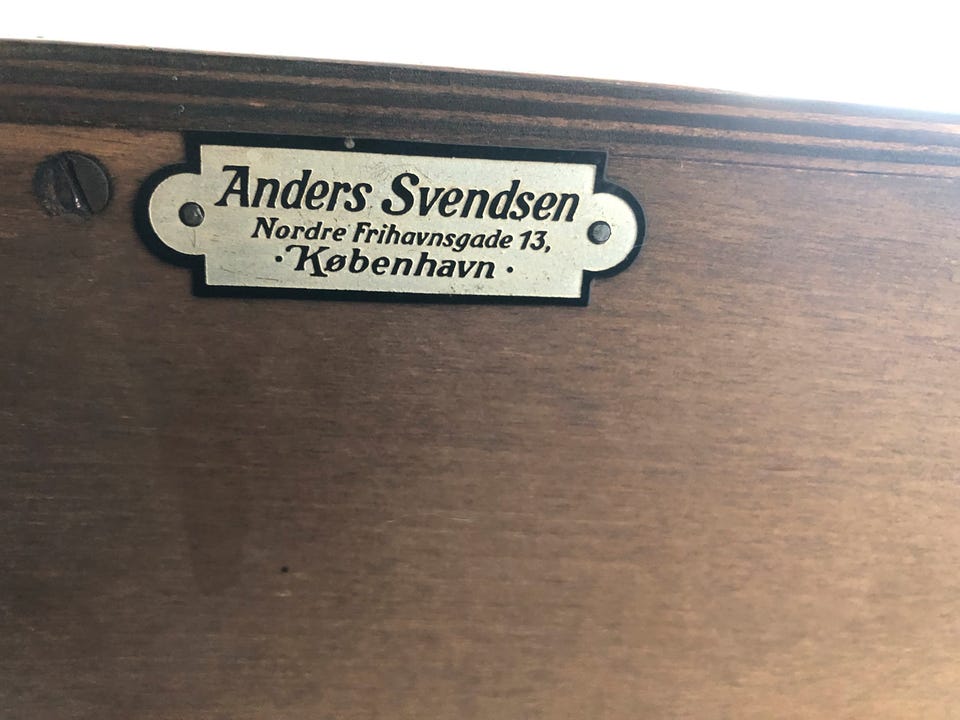 Anders Svendsen
Nordre Frihavnsgade 13,
·København·